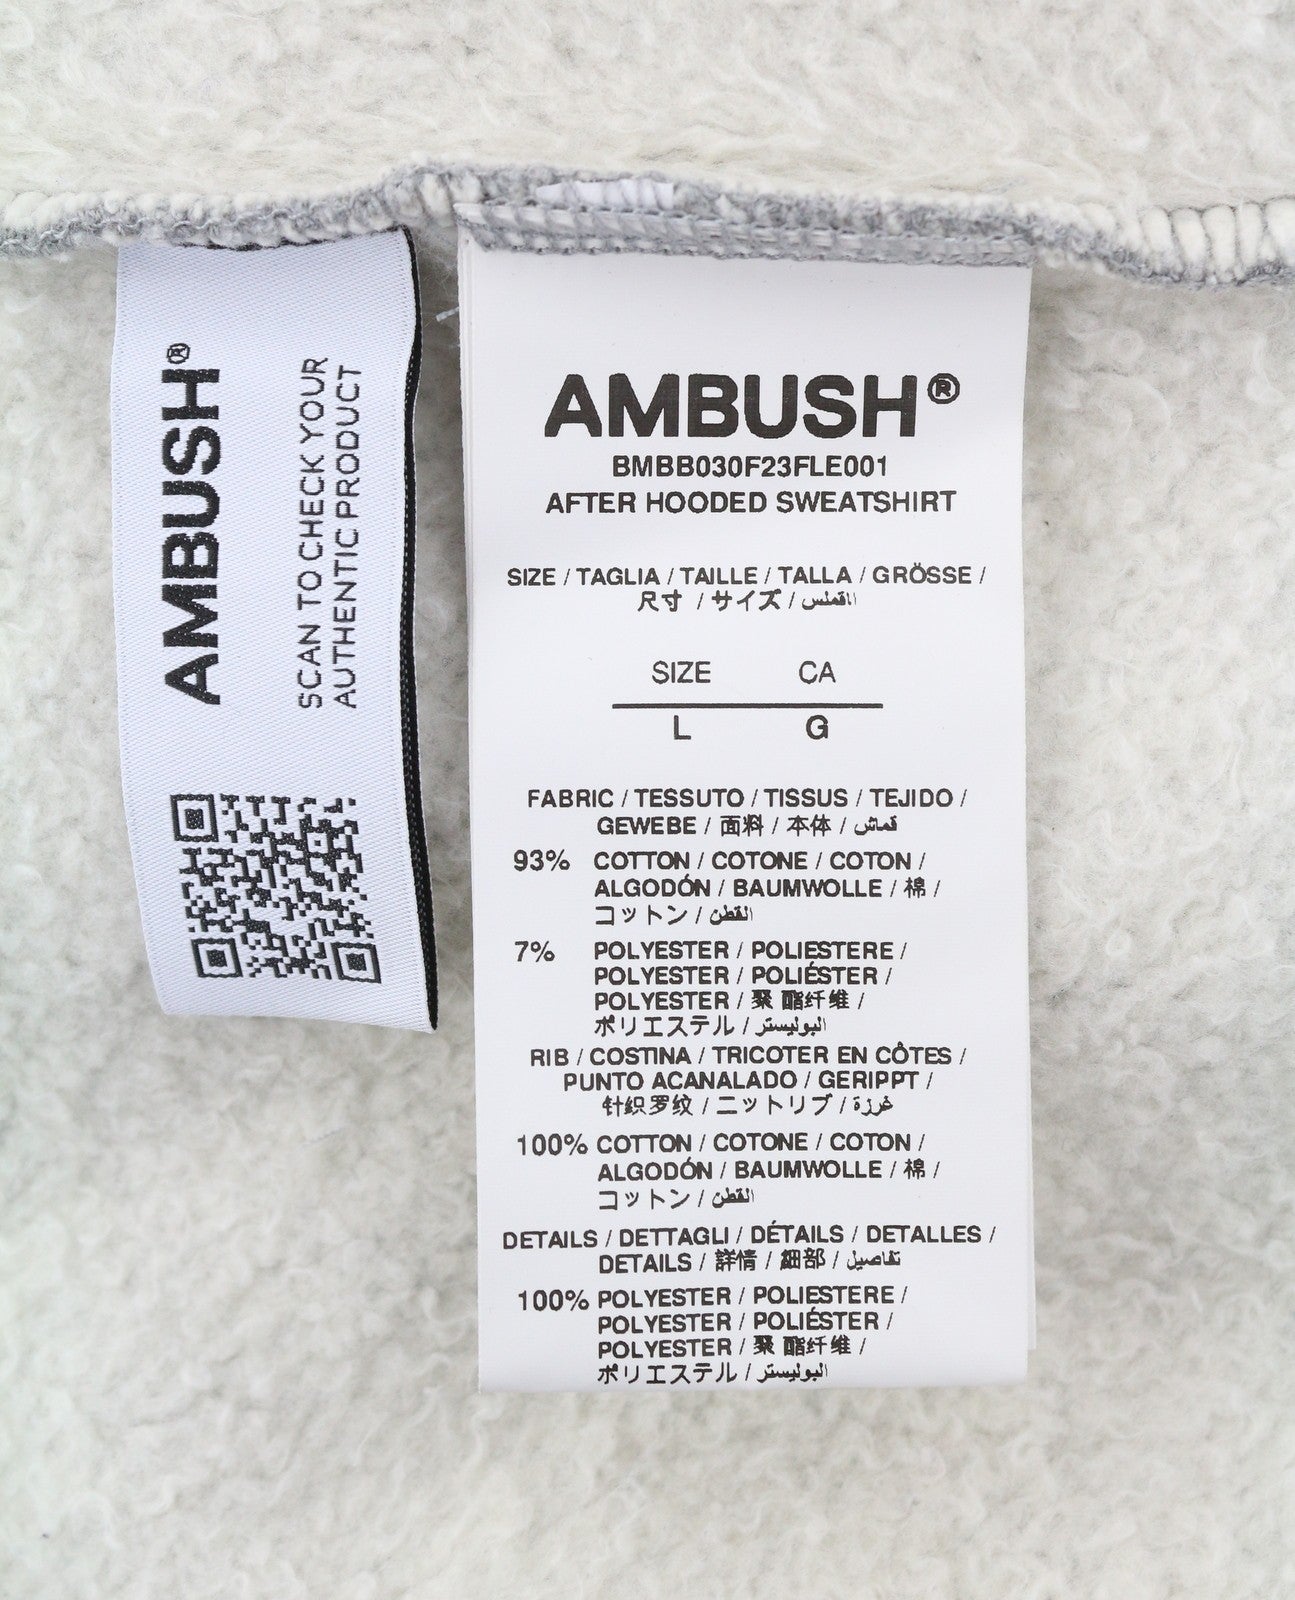 AMBUSH®
SCAN TO CHECK YOUR
AUTHENTIC PRODUCT
AMBUSH®
BMBB030F23FLE001
AFTER HOODED SWEATSHIRT
SIZE / TAGLIA / TAILLE / TALLA / GRÖSSE /
尺寸 / サイズ /
SIZE CA
L G
FABRIC / TESSUTO / TISSUS / TEJIDO /
GEWEBE / 面料 / 本体 / قماش
93% COTTON / COTONE / COTON /
ALGODÓN / BAUMWOLLE / 棉 /
コットン / القطن
7% POLYESTER / POLIESTERE /
POLYESTER / POLIÉSTER /
POLYESTER / 聚 酯纤维 /
ポリエステル / البوليستر
RIB / COSTINA / TRICOTER EN CÔTES /
PUNTO ACANALADO / GERIPPT /
针织罗纹 / ニットリブ / غرزة
100% COTTON / COTONE / COTON /
ALGODÓN / BAUMWOLLE / 棉 /
コットン / القطن
DETAILS / DETTAGLI / DÉTAILS / DETALLES /
DETAILS / 詳情 / 細部 / تفاصيل
100% POLYESTER / POLIESTERE /
POLYESTER / POLIÉSTER /
POLYESTER / 聚 酯纤维 /
ポリエステル / البوليستر